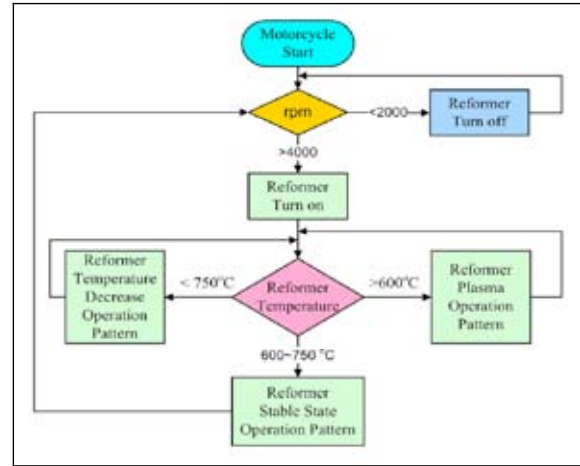 Motorcycle
Start
rpm
<2000
Reformer
Turn off
>4000
Reformer
Turn on
Reformer
Temperature
Decrease
Operation
Pattern
< 750°C
Reformer
Temperature
>600°C
Reformer
Plasma
Operation
Pattern
600~750 °C
Reformer
Stable State
Operation Pattern